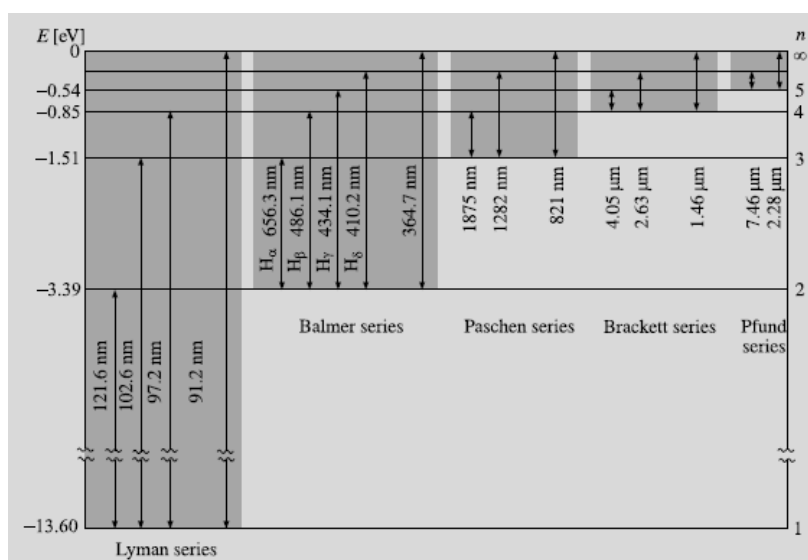 E [eV]
n
0
∞
−0.54
5
−0.85
4
−1.51
3
−3.39
2
−13.60
1
121.6 nm
102.6 nm
97.2 nm
91.2 nm
Lyman series
Hα 656.3 nm
Hβ 486.1 nm
Hγ 434.1 nm
Hδ 410.2 nm
364.7 nm
Balmer series
1875 nm
1282 nm
821 nm
Paschen series
4.05 μm
2.63 μm
1.46 μm
Brackett series
7.46 μm
2.28 μm
Pfund
series